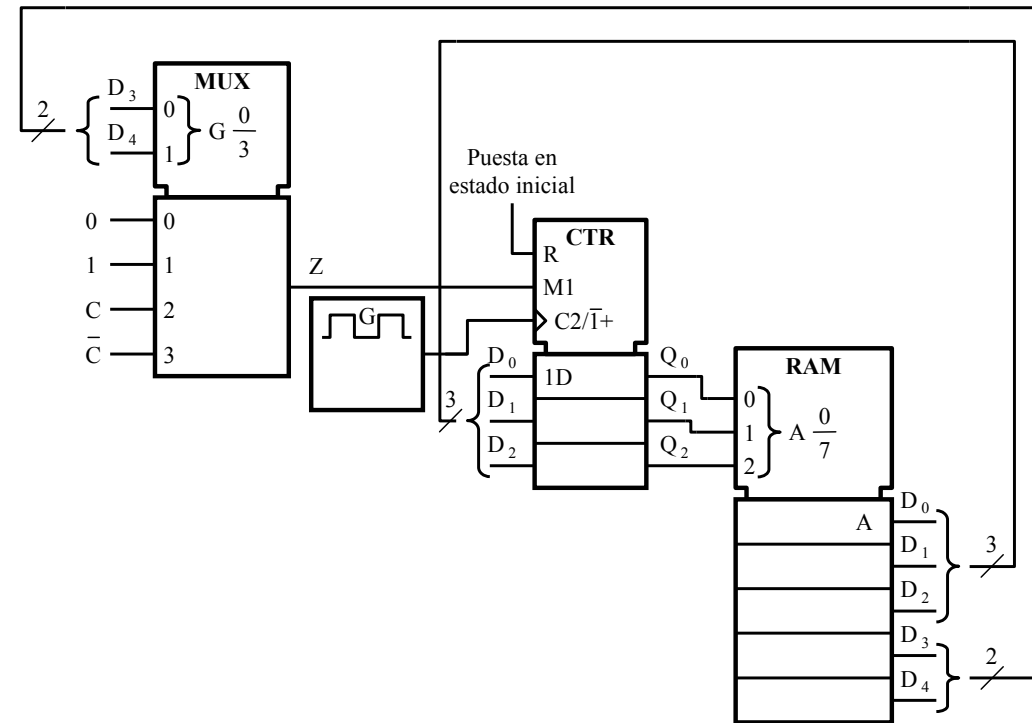 MUX
2
D3
D4
0
1
G 0/3
0
1
C
C̅
0
1
2
3
Z
G
Puesta en
estado inicial
CTR
R
M1
C2/1̅+
3
D0
D1
D2
1D
Q0
Q1
Q2
RAM
0
1
2
A 0/7
A
D0
D1
D2
D3
D4
3
2